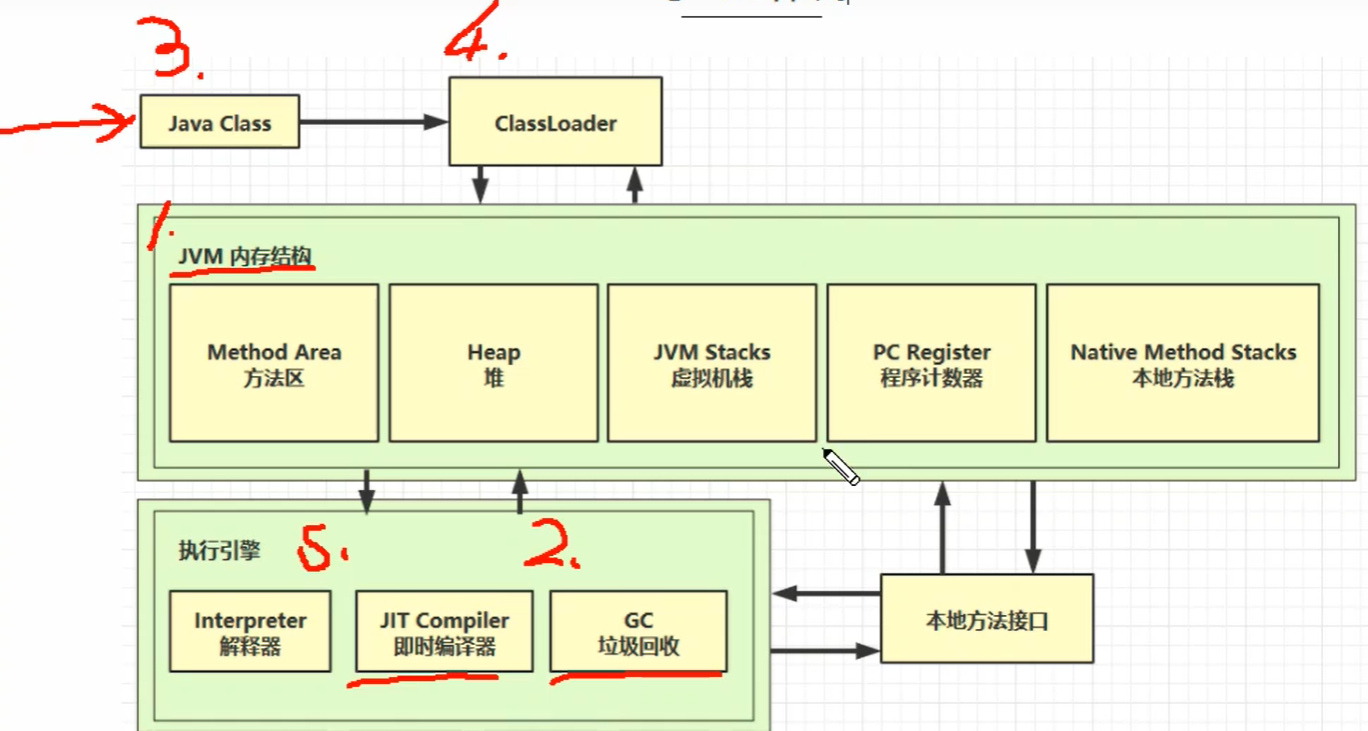 3.
4.
Java Class
ClassLoader
1.
JVM 内存结构
Method Area
方法区
Heap
堆
JVM Stacks
虚拟机栈
PC Register
程序计数器
Native Method Stacks
本地方法栈
执行引擎
5.
2.
Interpreter
解释器
JIT Compiler
即时编译器
GC
垃圾回收
本地方法接口